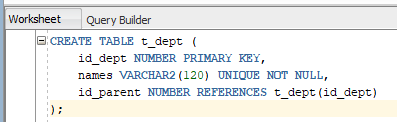 Worksheet Query Builder
CREATE TABLE t_dept (
id_dept NUMBER PRIMARY KEY,
names VARCHAR2(120) UNIQUE NOT NULL,
id_parent NUMBER REFERENCES t_dept(id_dept)
);